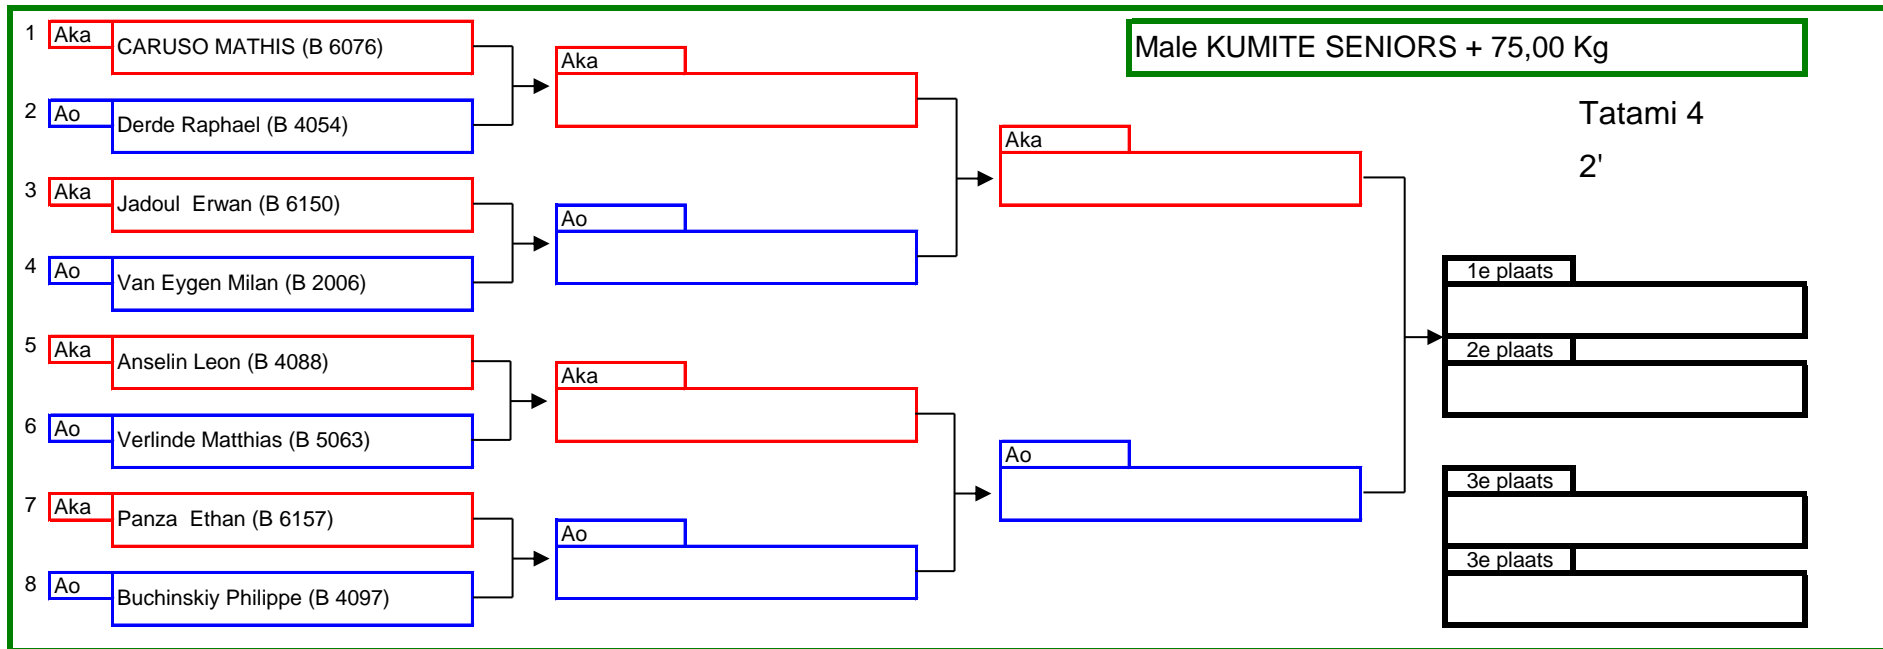 1 Aka
CARUSO MATHIS (B 6076)
2 Ao
Derde Raphael (B 4054)
3 Aka
Jadoul  Erwan (B 6150)
4 Ao
Van Eygen Milan (B 2006)
5 Aka
Anselin Leon (B 4088)
6 Ao
Verlinde Matthias (B 5063)
7 Aka
Panza  Ethan (B 6157)
8 Ao
Buchinskiy Philippe (B 4097)
Aka
Ao
Aka
Ao
Aka
Ao
Male KUMITE SENIORS + 75,00 Kg
Tatami 4
2'
1e plaats
2e plaats
3e plaats
3e plaats